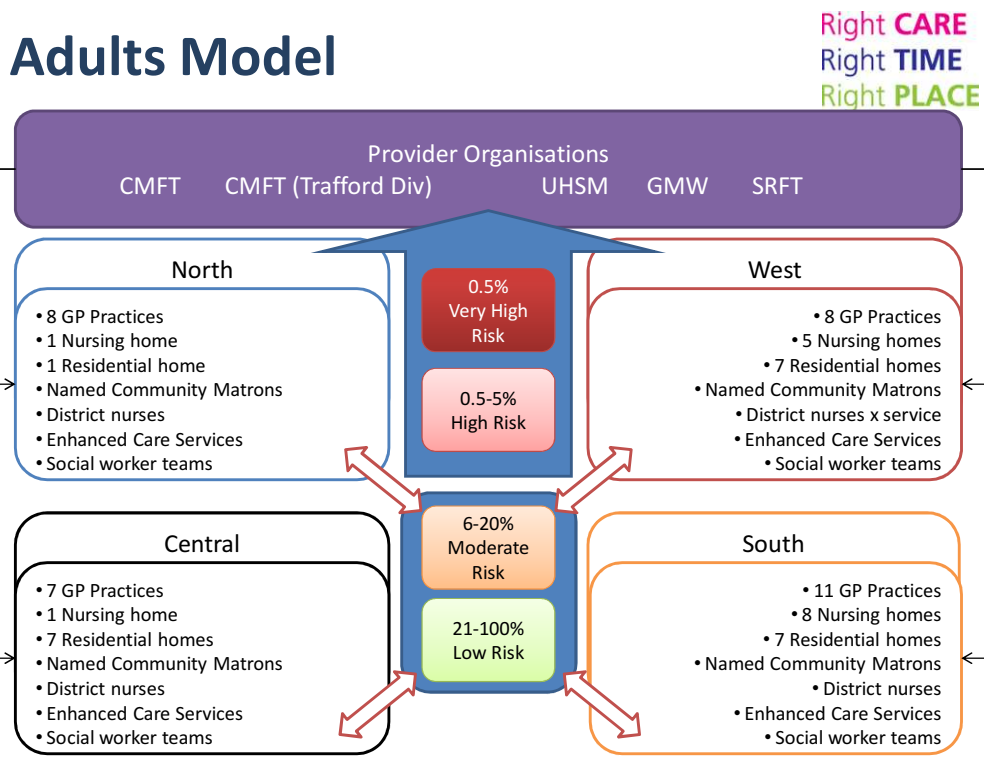 Adults Model
Right CARE
Right TIME
Right PLACE
Provider Organisations
CMFT CMFT (Trafford Div) UHSM GMW SRFT
North
• 8 GP Practices
• 1 Nursing home
• 1 Residential home
• Named Community Matrons
• District nurses
• Enhanced Care Services
• Social worker teams
0.5%
Very High
Risk
0.5-5%
High Risk
West
• 8 GP Practices
• 5 Nursing homes
• 7 Residential homes
• Named Community Matrons
• District nurses x service
• Enhanced Care Services
• Social worker teams
Central
• 7 GP Practices
• 1 Nursing home
• 7 Residential homes
• Named Community Matrons
• District nurses
• Enhanced Care Services
• Social worker teams
6-20%
Moderate
Risk
21-100%
Low Risk
South
• 11 GP Practices
• 8 Nursing homes
• 7 Residential homes
• Named Community Matrons
• District nurses
• Enhanced Care Services
• Social worker teams